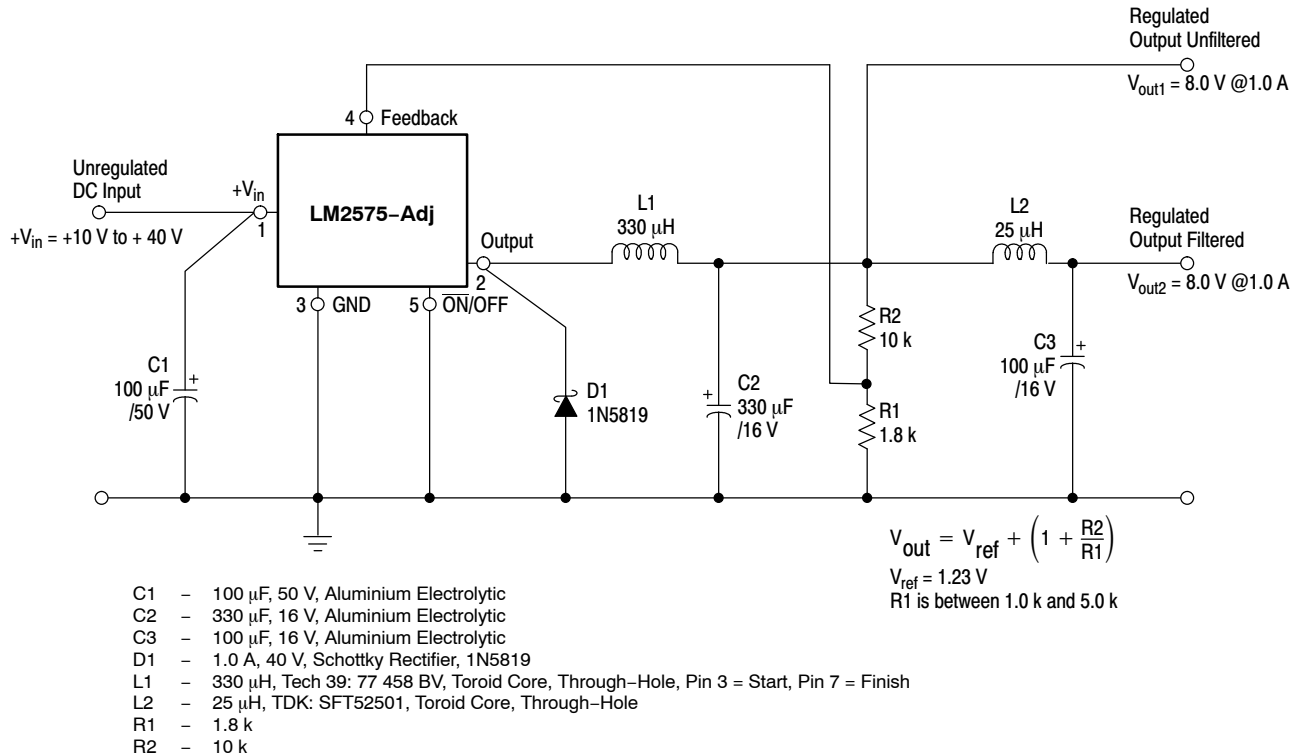 Regulated
Output Unfiltered
Vout1 = 8.0 V @1.0 A
4 Feedback
Unregulated
DC Input
+Vin
1
+Vin = +10 V to + 40 V
LM2575−Adj
Output
2
3 GND
5 ON/OFF
L1
330 μH
L2
25 μH
Regulated
Output Filtered
Vout2 = 8.0 V @1.0 A
C1
100 μF
/50 V
+
D1
1N5819
+
C2
330 μF
/16 V
R2
10 k
R1
1.8 k
C3
100 μF
/16 V
+
Vout = Vref + (1 + R2/R1)
Vref = 1.23 V
R1 is between 1.0 k and 5.0 k
C1 – 100 μF, 50 V, Aluminium Electrolytic
C2 – 330 μF, 16 V, Aluminium Electrolytic
C3 – 100 μF, 16 V, Aluminium Electrolytic
D1 – 1.0 A, 40 V, Schottky Rectifier, 1N5819
L1 – 330 μH, Tech 39: 77 458 BV, Toroid Core, Through−Hole, Pin 3 = Start, Pin 7 = Finish
L2 – 25 μH, TDK: SFT52501, Toroid Core, Through−Hole
R1 – 1.8 k
R2 – 10 k